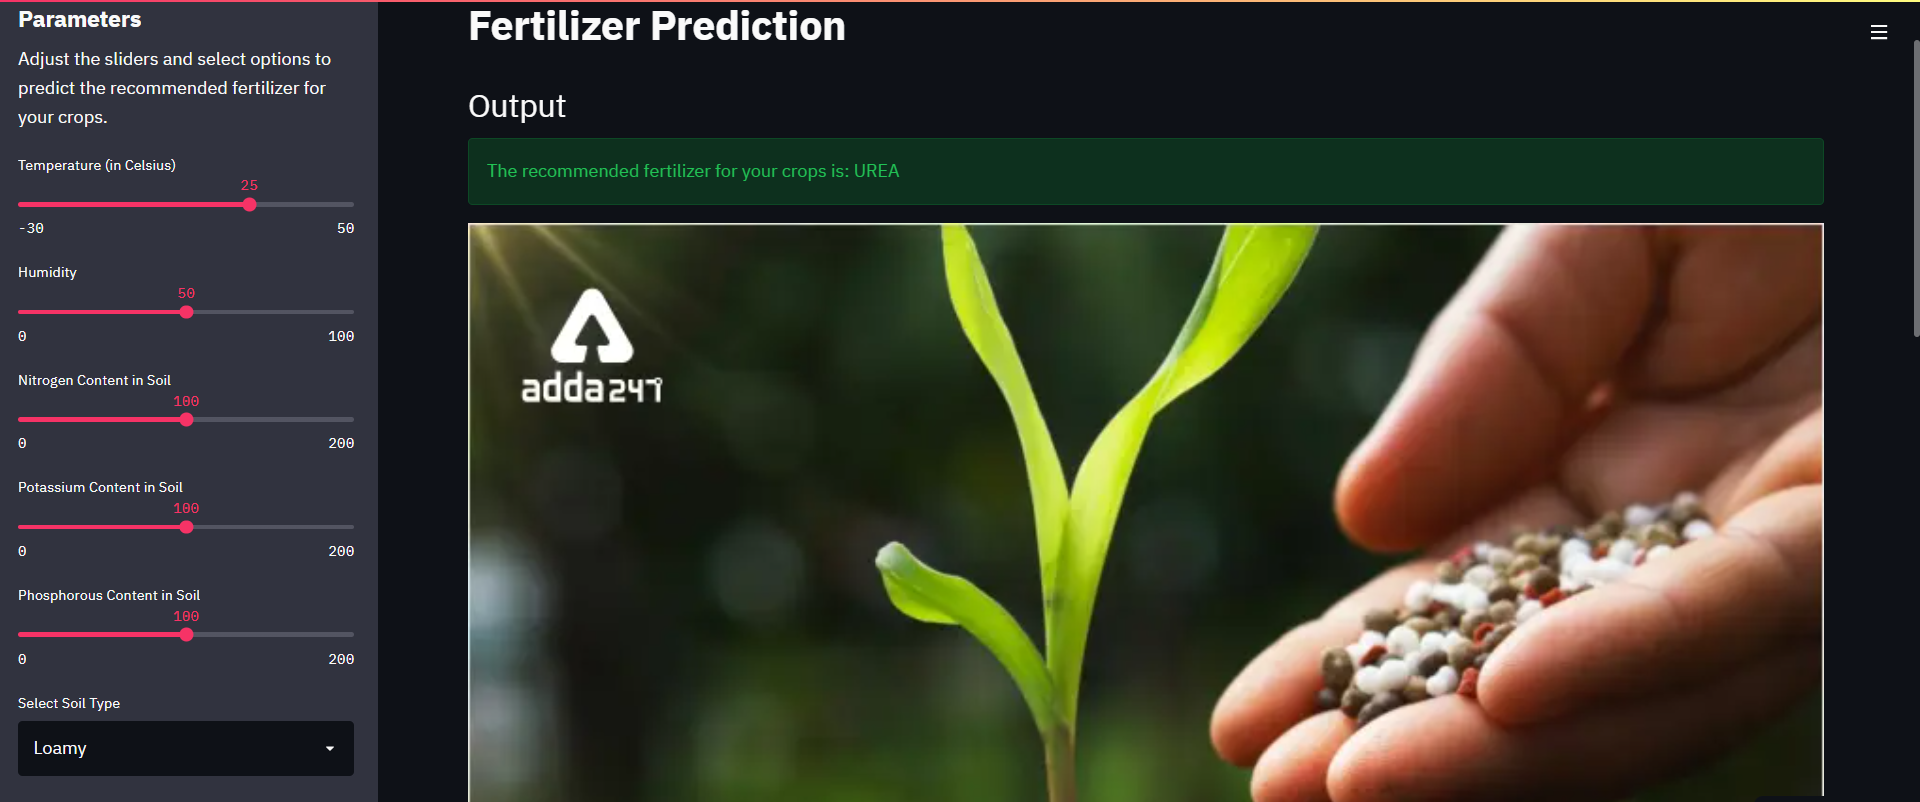 Parameters
Adjust the sliders and select options to
predict the recommended fertilizer for
your crops.
Temperature (in Celsius)
25
-30 50
Humidity
50
0 100
Nitrogen Content in Soil
100
0 200
Potassium Content in Soil
100
0 200
Phosphorous Content in Soil
100
0 200
Select Soil Type
Loamy
Fertilizer Prediction
Output
The recommended fertilizer for your crops is: UREA
adda247